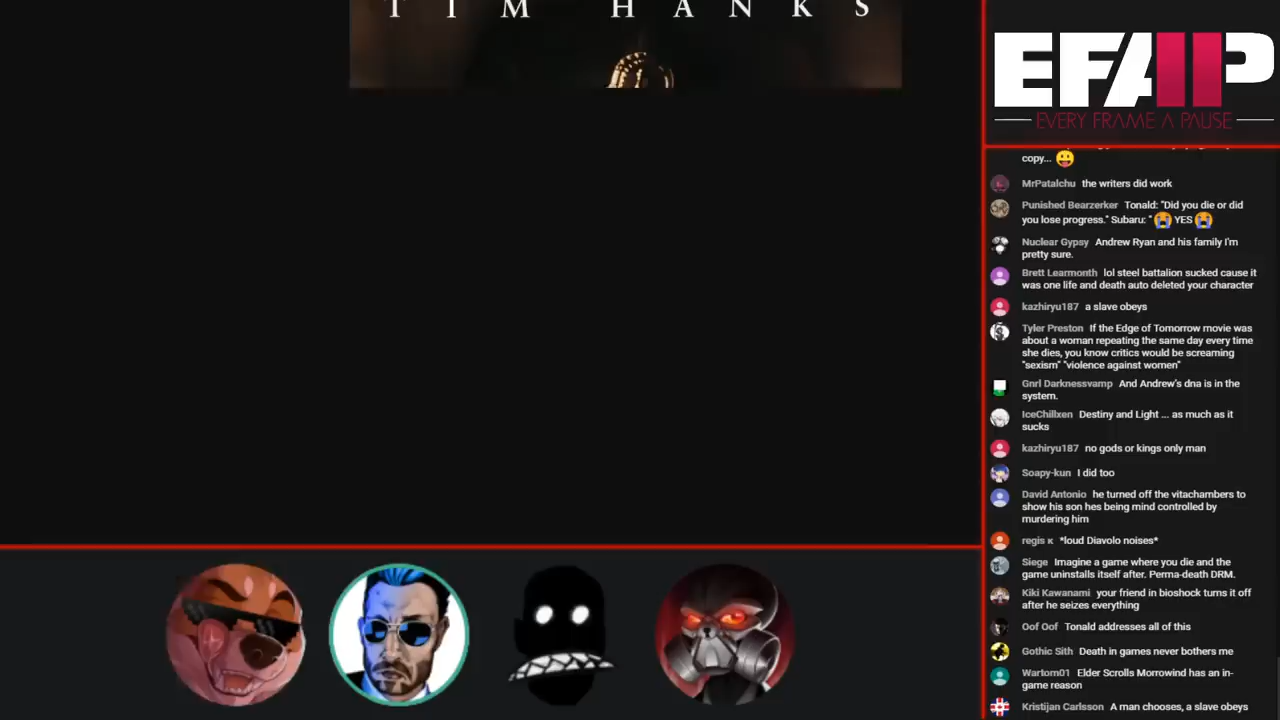 TIM HANKS
EFAP
EVERY FRAME A PAUSE
copy... 😛
MrPatalchu the writers did work
Punished Bearzerker Tonald: "Did you die or did
you lose progress." Subaru: "😭 YES 😭
Nuclear Gypsy Andrew Ryan and his family I'm
pretty sure.
Brett Learmonth lol steel battalion sucked cause it
was one life and death auto deleted your character
kazhiryu187 a slave obeys
Tyler Preston If the Edge of Tomorrow movie was
about a woman repeating the same day every time
she dies, you know critics would be screaming
"sexism" "violence against women"
Gnrl Darknessvamp And Andrew's dna is in the
system.
IceChillxen Destiny and Light ... as much as it
sucks
kazhiryu187 no gods or kings only man
Soapy-kun I did too
David Antonio he turned off the vitachambers to
show his son hes being mind controlled by
murdering him
regis ĸ *loud Diavolo noises*
Siege Imagine a game where you die and the
game uninstalls itself after. Perma-death DRM.
Kiki Kawanami your friend in bioshock turns it off
after he seizes everything
Oof Oof Tonald addresses all of this
Gothic Sith Death in games never bothers me
Wartom01 Elder Scrolls Morrowind has an in-
game reason
Kristijan Carlsson A man chooses, a slave obeys